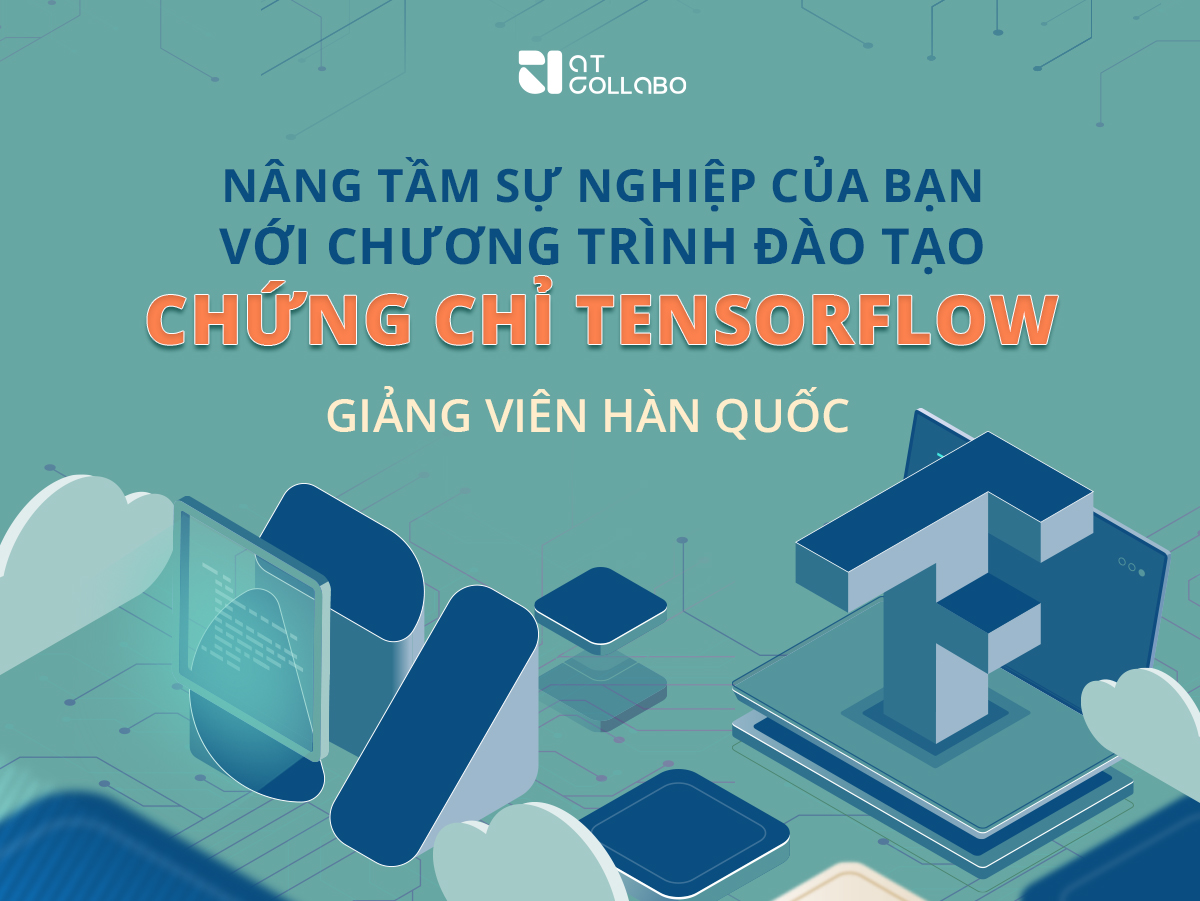 AT
COLLABO
NÂNG TẦM SỰ NGHIỆP CỦA BẠN
VỚI CHƯƠNG TRÌNH ĐÀO TẠO
CHỨNG CHỈ TENSORFLOW
GIẢNG VIÊN HÀN QUỐC